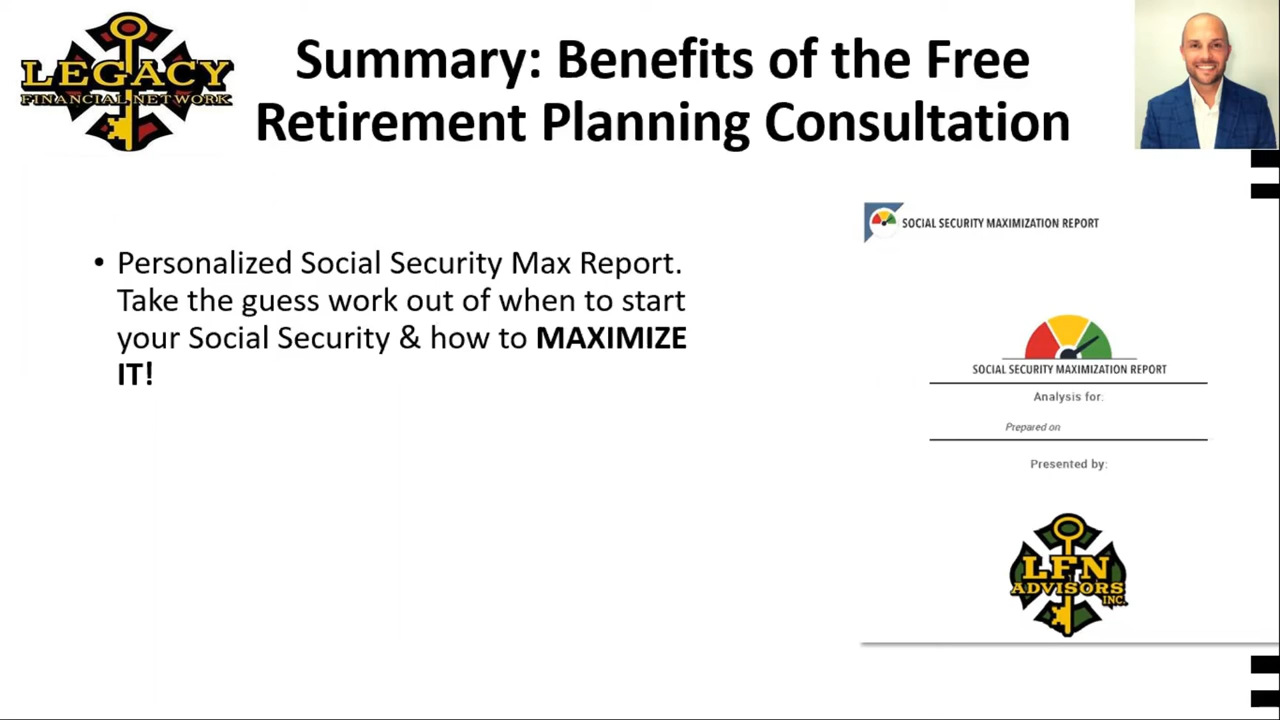 LEGACY
FINANCIAL NETWORK
Summary: Benefits of the Free
Retirement Planning Consultation
• Personalized Social Security Max Report.
Take the guess work out of when to start
your Social Security & how to MAXIMIZE
IT!
SOCIAL SECURITY MAXIMIZATION REPORT
SOCIAL SECURITY MAXIMIZATION REPORT
Analysis for:
Prepared on
Presented by:
LFN
ADVISORS
INC.